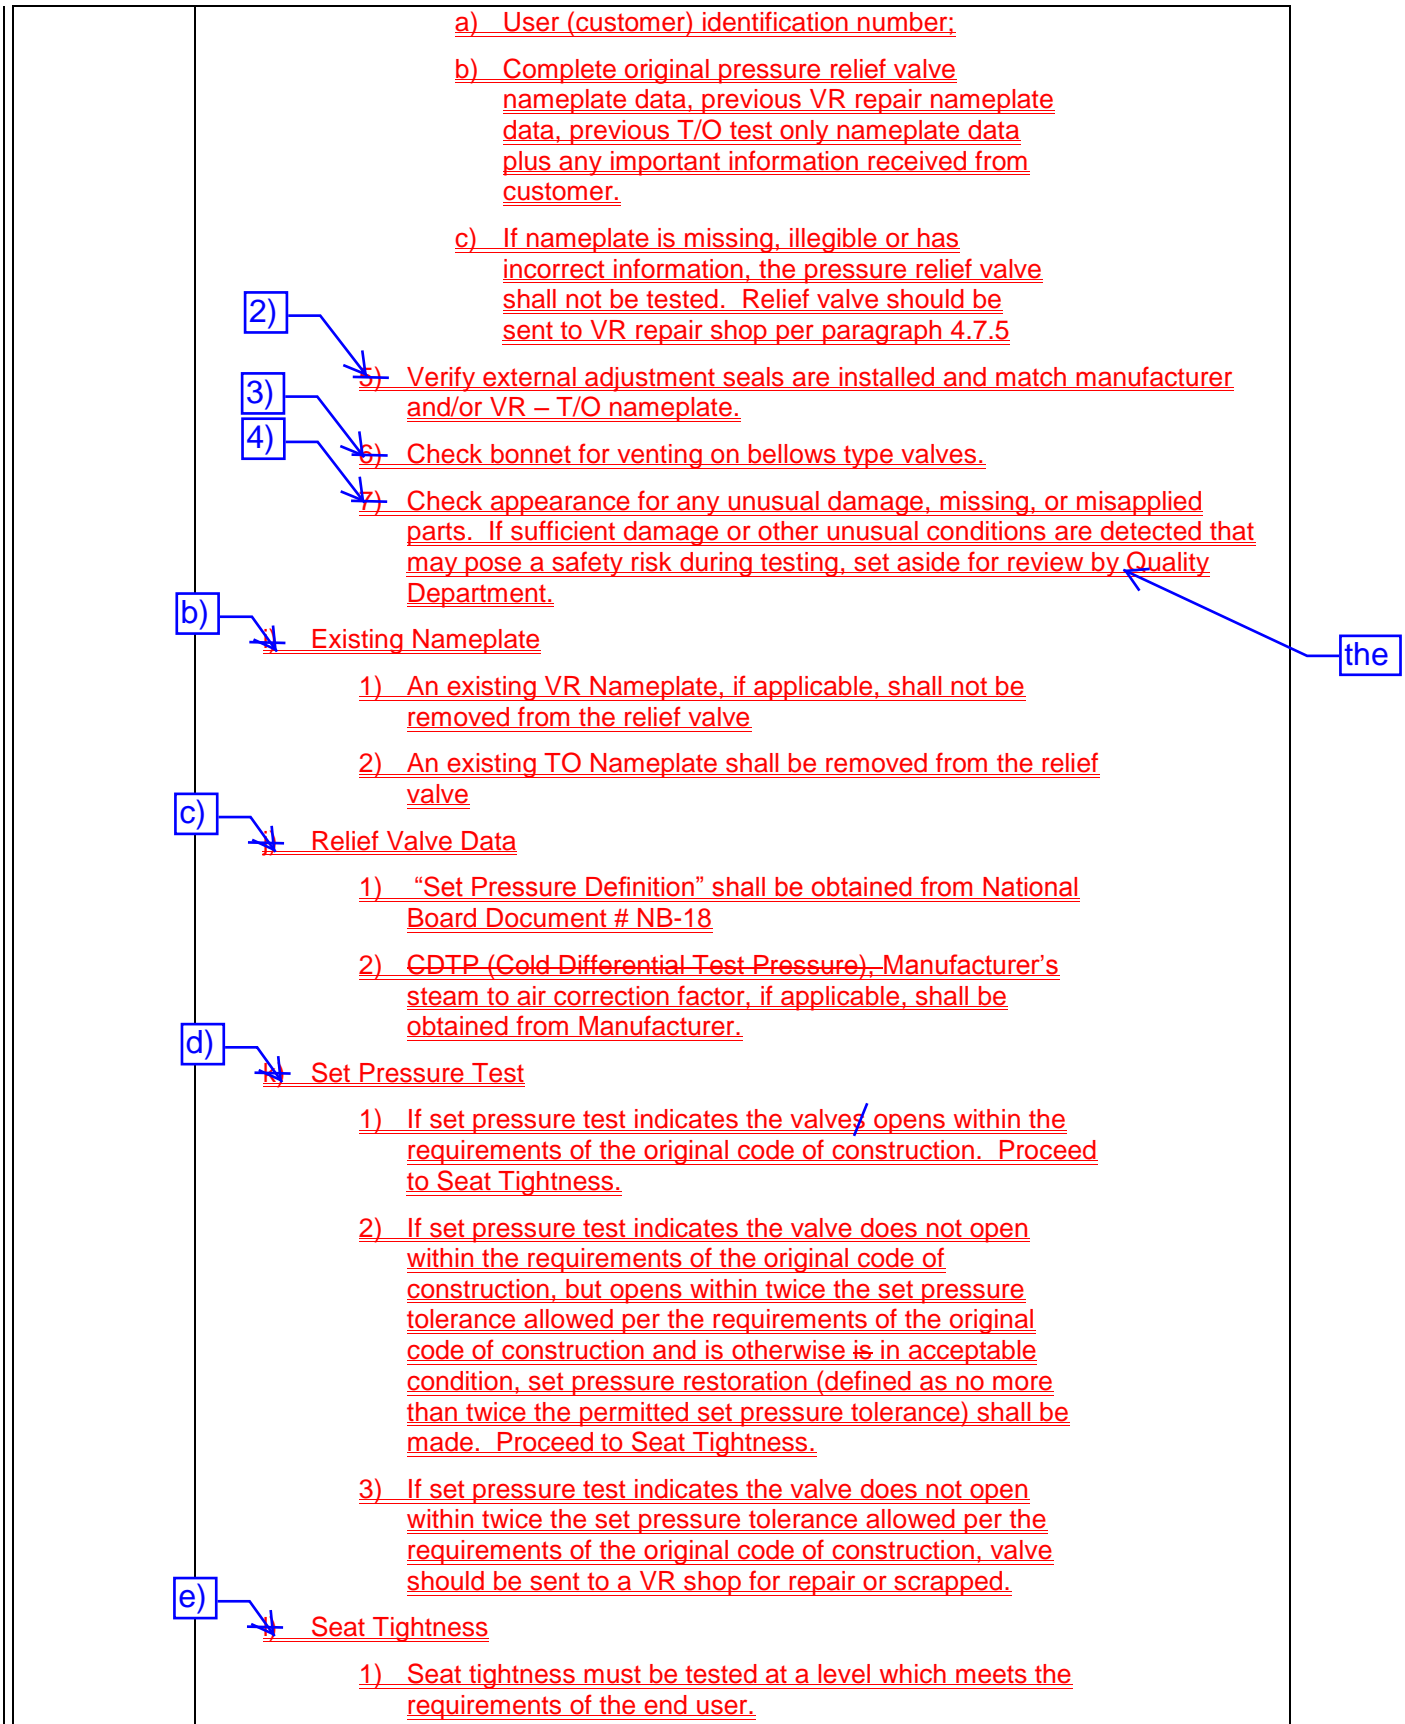 a) User (customer) identification number;
b) Complete original pressure relief valve
nameplate data, previous VR repair nameplate
data, previous T/O test only nameplate data
plus any important information received from
customer.
c) If nameplate is missing, illegible or has
incorrect information, the pressure relief valve
shall not be tested.  Relief valve should be
sent to VR repair shop per paragraph 4.7.5
2)
5) Verify external adjustment seals are installed and match manufacturer
and/or VR – T/O nameplate.
3)
6) Check bonnet for venting on bellows type valves.
4)
7) Check appearance for any unusual damage, missing, or misapplied
parts.  If sufficient damage or other unusual conditions are detected that
may pose a safety risk during testing, set aside for review by Quality
Department.
the
b)
i) Existing Nameplate
1) An existing VR Nameplate, if applicable, shall not be
removed from the relief valve
2) An existing TO Nameplate shall be removed from the relief
valve
c)
j) Relief Valve Data
1) “Set Pressure Definition” shall be obtained from National
Board Document # NB-18
2) CDTP (Cold Differential Test Pressure), Manufacturer’s
steam to air correction factor, if applicable, shall be
obtained from Manufacturer.
d)
k) Set Pressure Test
1) If set pressure test indicates the valves opens within the
requirements of the original code of construction.  Proceed
to Seat Tightness.
2) If set pressure test indicates the valve does not open
within the requirements of the original code of
construction, but opens within twice the set pressure
tolerance allowed per the requirements of the original
code of construction and is otherwise is in acceptable
condition, set pressure restoration (defined as no more
than twice the permitted set pressure tolerance) shall be
made.  Proceed to Seat Tightness.
3) If set pressure test indicates the valve does not open
within twice the set pressure tolerance allowed per the
requirements of the original code of construction, valve
should be sent to a VR shop for repair or scrapped.
e)
l) Seat Tightness
1) Seat tightness must be tested at a level which meets the
requirements of the end user.